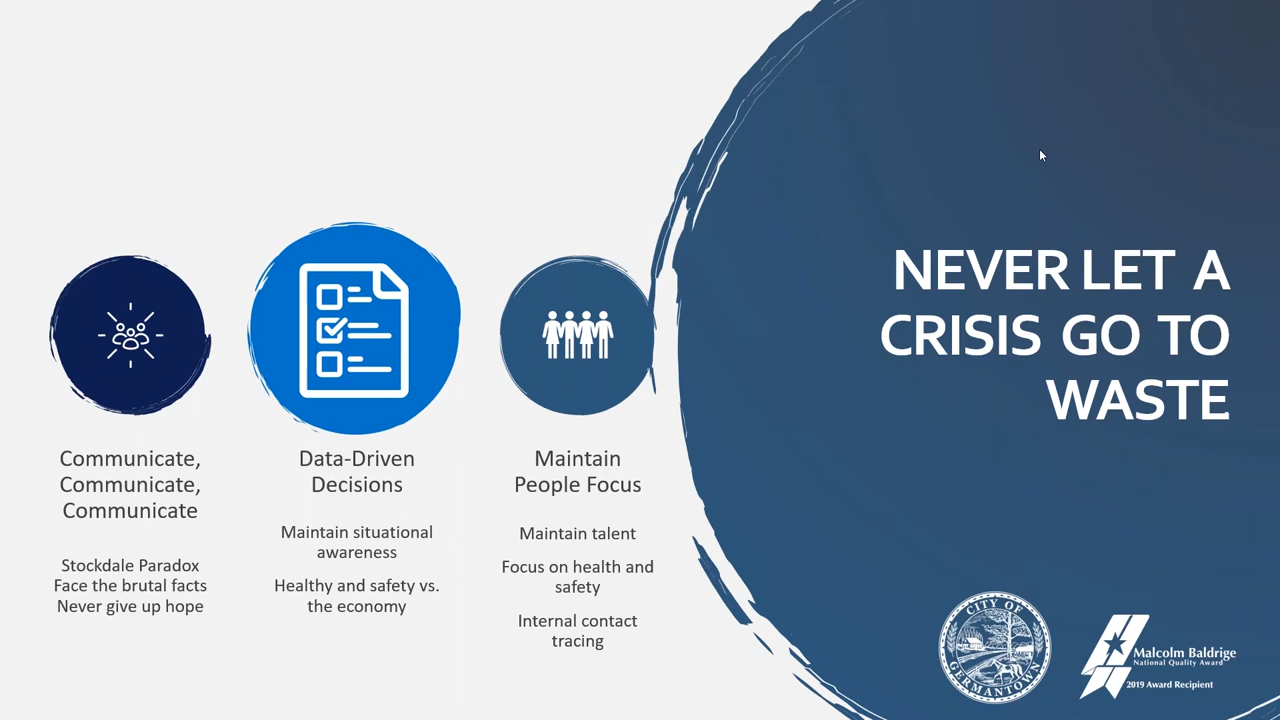 NEVER LET A
CRISIS GO TO
WASTE
Communicate,
Communicate,
Communicate
Stockdale Paradox
Face the brutal facts
Never give up hope
Data-Driven
Decisions
Maintain situational
awareness
Healthy and safety vs.
the economy
Maintain
People Focus
Maintain talent
Focus on health and
safety
Internal contact
tracing
CITY OF
GERMANTOWN
Malcolm Baldrige
National Quality Award
2019 Award Recipient